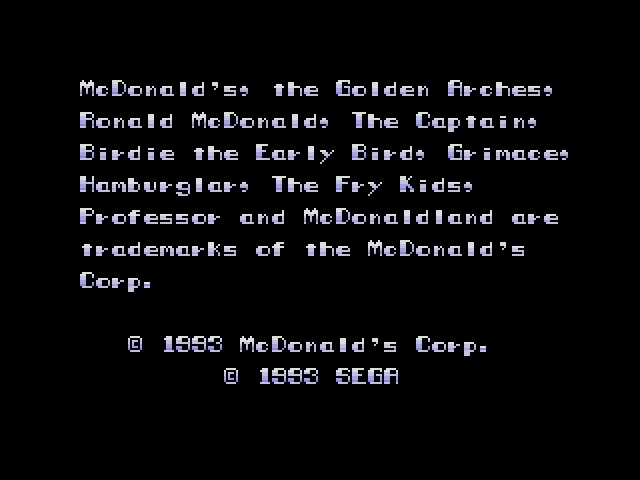 McDonald's, the Golden Arches,
Ronald McDonald, The Captain,
Birdie the Early Bird, Grimace,
Hamburglar, The Fry Kids,
Professor and McDonaldland are
trademarks of the McDonald's
Corp.
© 1993 McDonald's Corp.
© 1993 SEGA